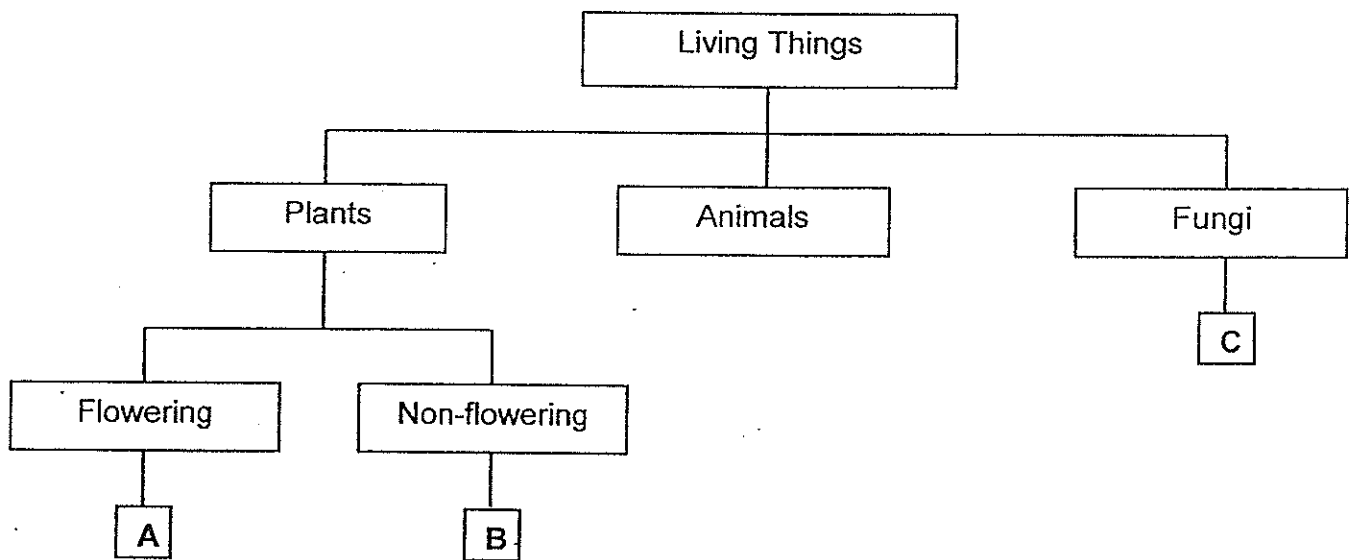 Living Things
Plants
Animals
Fungi
C
Flowering
Non-flowering
A
B